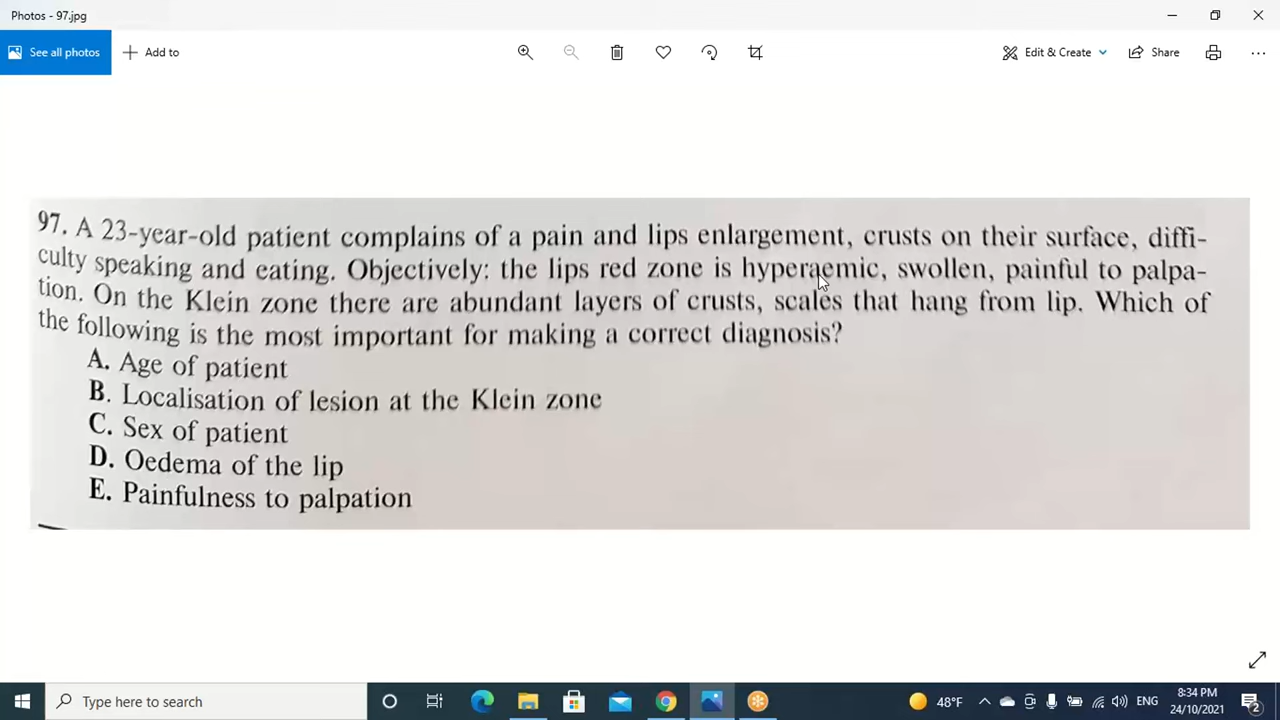 Photos - 97.jpg
See all photos
Add to
Edit & Create
Share
97. A 23-year-old patient complains of a pain and lips enlargement, crusts on their surface, diffi-
culty speaking and eating. Objectively: the lips red zone is hyperaemic, swollen, painful to palpa-
tion. On the Klein zone there are abundant layers of crusts, scales that hang from lip. Which of
the following is the most important for making a correct diagnosis?
A. Age of patient
B. Localisation of lesion at the Klein zone
C. Sex of patient
D. Oedema of the lip
E. Painfulness to palpation
Type here to search
48°F
ENG
8:34 PM
24/10/2021
2